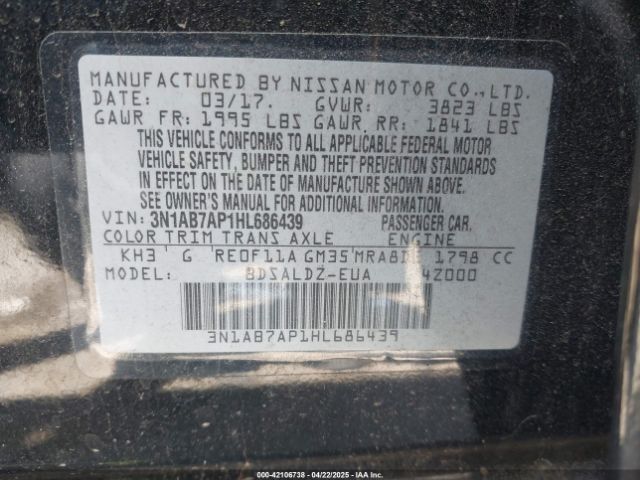 MANUFACTURED BY NISSAN MOTOR CO., LTD.
DATE: 03/17. GVWR: 3823 LBS
GAWR FR: 1995 LBS GAWR, RR: 1841 LBS
THIS VEHICLE CONFORMS TO ALL APPLICABLE FEDERAL MOTOR
VEHICLE SAFETY, BUMPER AND THEFT PREVENTION STANDARDS
IN EFFECT ON THE DATE OF MANUFACTURE SHOWN ABOVE.
SEE OWNER'S MANUAL FOR ADDITIONAL INFORMATION.
VIN: 3N1AB7AP1HL686439 PASSENGER CAR.
COLOR TRIM TRANS AXLE ENGINE
KH3 G RE0F11A GM35 1798 CC
MODEL: BDSALDZ-EUA 42000
3N1AB7AP1HL686439
000-42106738 - 04/22/2025 - IAA Inc.